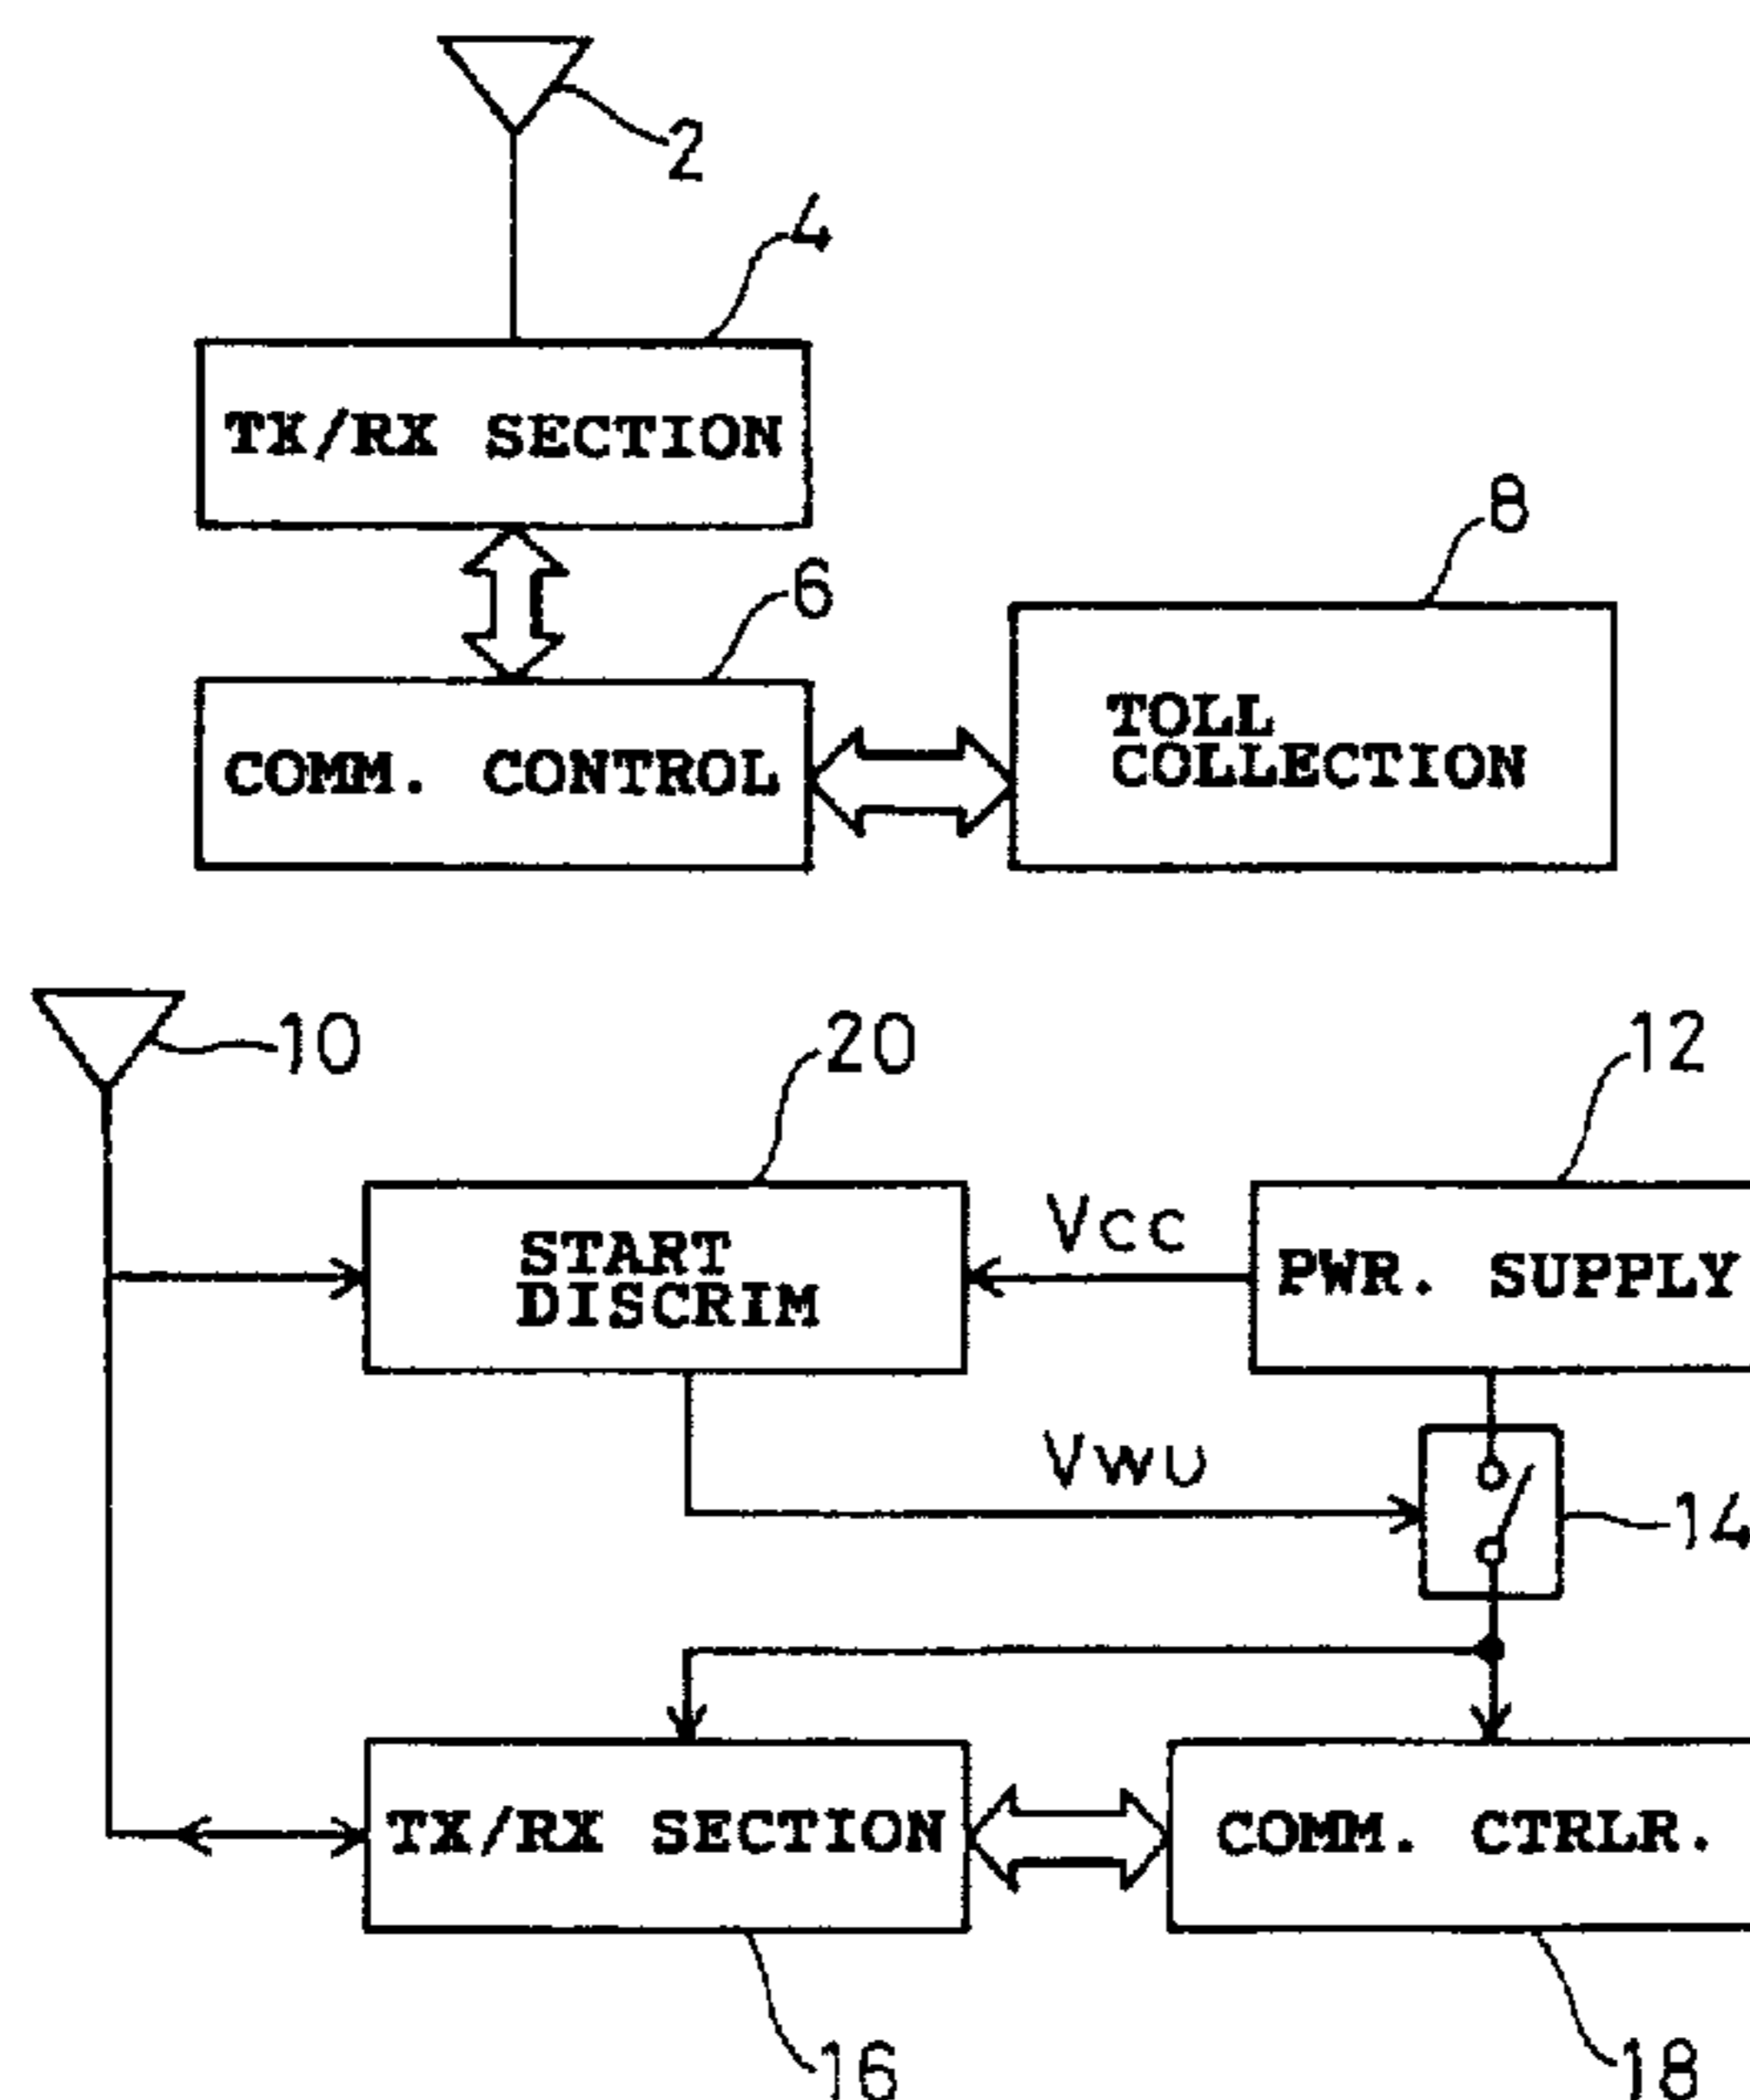 2
4
TX/RX SECTION
8
6
TOLL
COLLECTION
COMM. CONTROL
10
20
12
START
DISCRIM
Vcc
PWR. SUPPLY
Vwu
14
TX/RX SECTION
COMM. CTRLR.
16
18